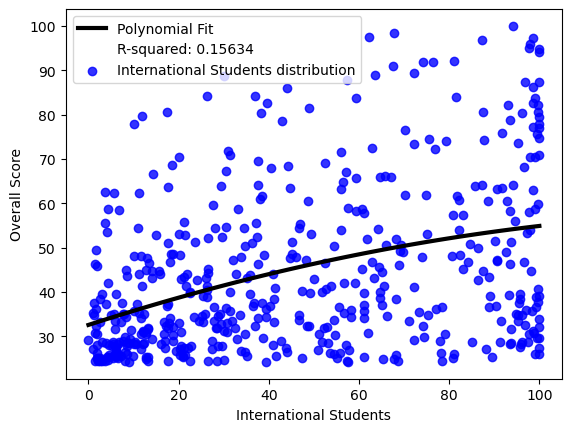 Polynomial Fit
R-squared: 0.15634
International Students distribution
Overall Score
100
90
80
70
60
50
40
30
0 20 40 60 80 100
International Students